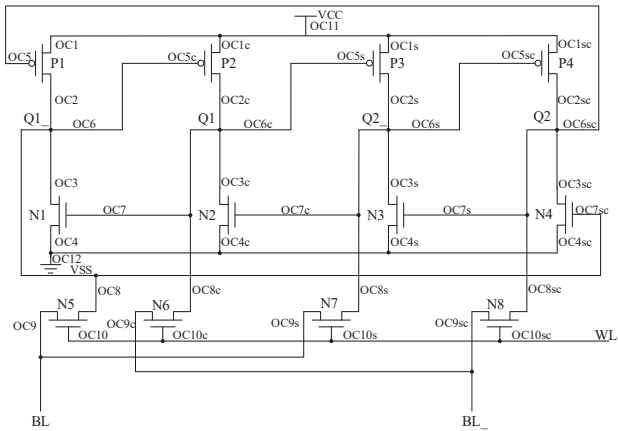 VCC
OC11
OC1 OC1c OC1s OC1sc
OC5 P1 OC5c P2 OC5s P3 OC5sc P4
OC2 OC2c OC2s OC2sc
Q1_ OC6 Q1 OC6c Q2_ OC6s Q2 OC6sc
OC3 OC3c OC3s OC3sc
N1 OC7 N2 OC7c N3 OC7s N4 OC7sc
OC4 OC4c OC4s OC4sc
OC12
VSS
OC8 OC8c OC8s OC8sc
N5 N6 N7 N8
OC9 OC9c OC9s OC9sc
OC10 OC10c OC10s OC10sc WL
BL BL_